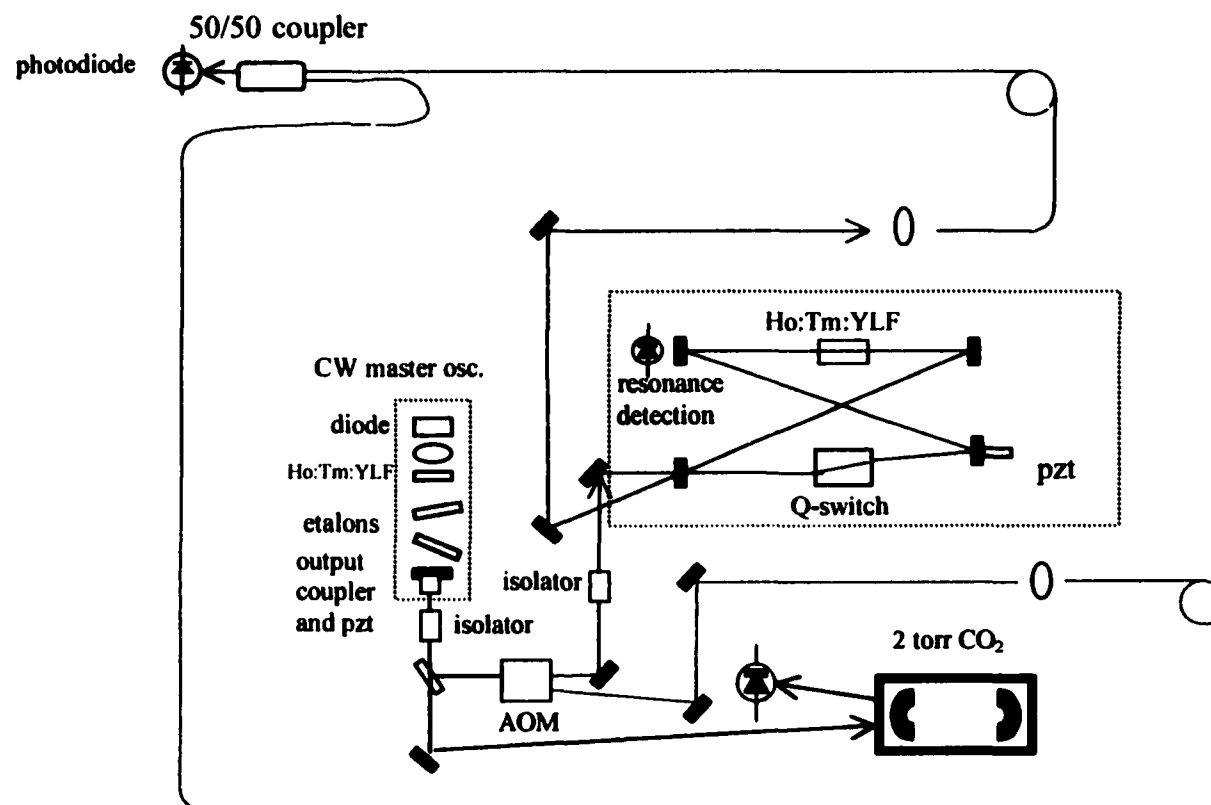 50/50 coupler
photodiode
Ho:Tm:YLF
resonance
detection
pzt
Q-switch
CW master osc.
diode
Ho:Tm:YLF
etalons
output
coupler
and pzt
isolator
isolator
AOM
2 torr CO₂